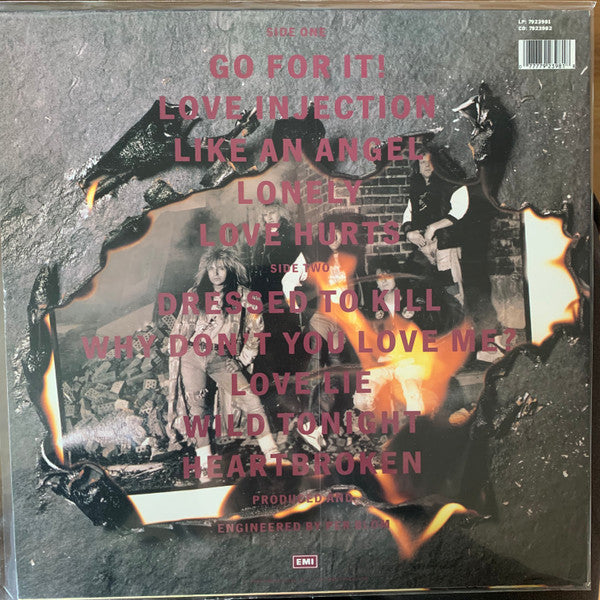 SIDE ONE
GO FOR IT!
LOVE INJECTION
LIKE AN ANGEL
LONELY
LOVE HURTS
SIDE TWO
DRESSED TO KILL
WHY DON'T YOU LOVE ME?
LOVE LIE
WILD TONIGHT
HEARTBROKEN
PRODUCED AND
ENGINEERED BY
EMI
LP: 7923981
CD: 7923982